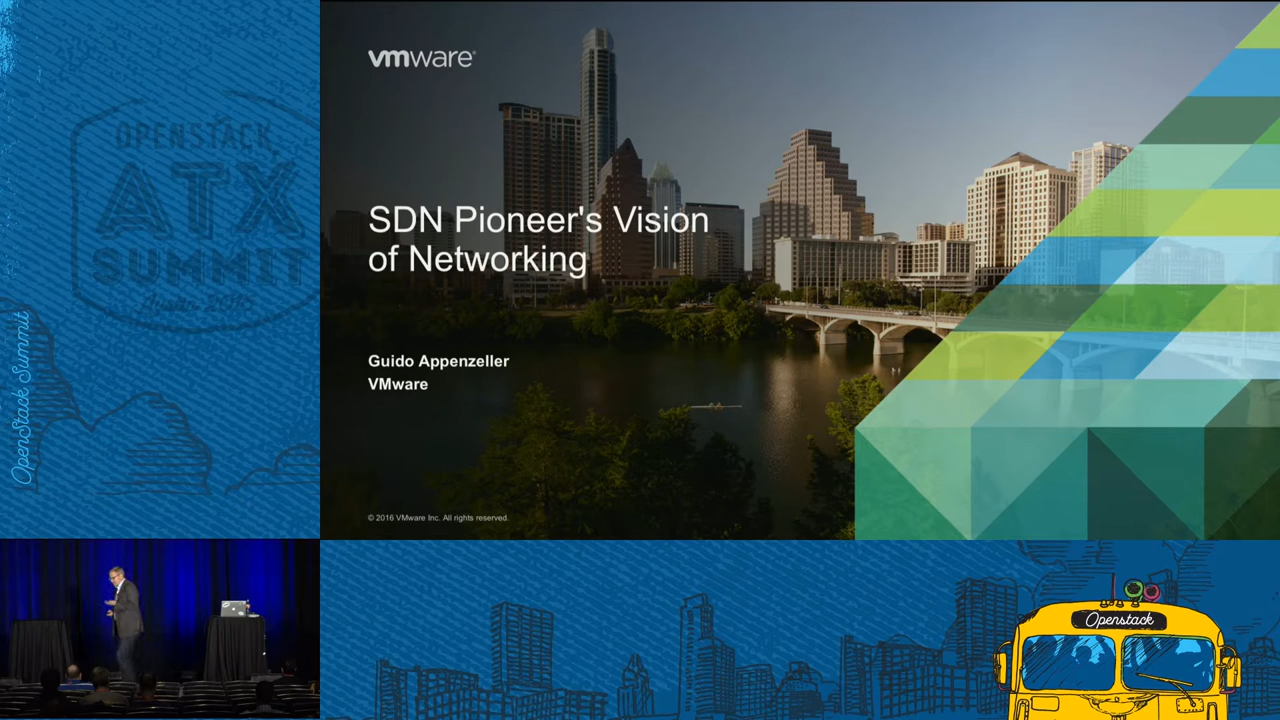 OPENSTACK
ATX
SUMMIT
OpenStack Summit
vmware®
SDN Pioneer's Vision
of Networking
Guido Appenzeller
VMware
© 2016 VMware Inc. All rights reserved.
Openstack